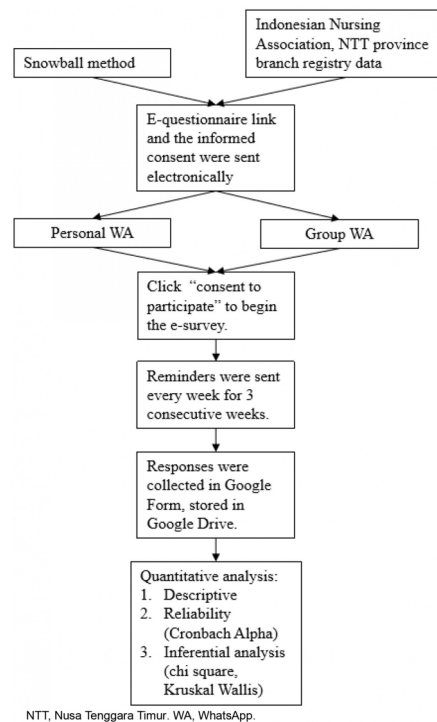 Indonesian Nursing
Association, NTT province
branch registry data
Snowball method
E-questionnaire link
and the informed
consent were sent
electronically
Personal WA
Group WA
Click “consent to
participate” to begin
the e-survey.
Reminders were sent
every week for 3
consecutive weeks.
Responses were
collected in Google
Form, stored in
Google Drive.
Quantitative analysis:
1. Descriptive
2. Reliability
(Cronbach Alpha)
3. Inferential analysis
(chi square,
Kruskal Wallis)
NTT, Nusa Tenggara Timur. WA, WhatsApp.